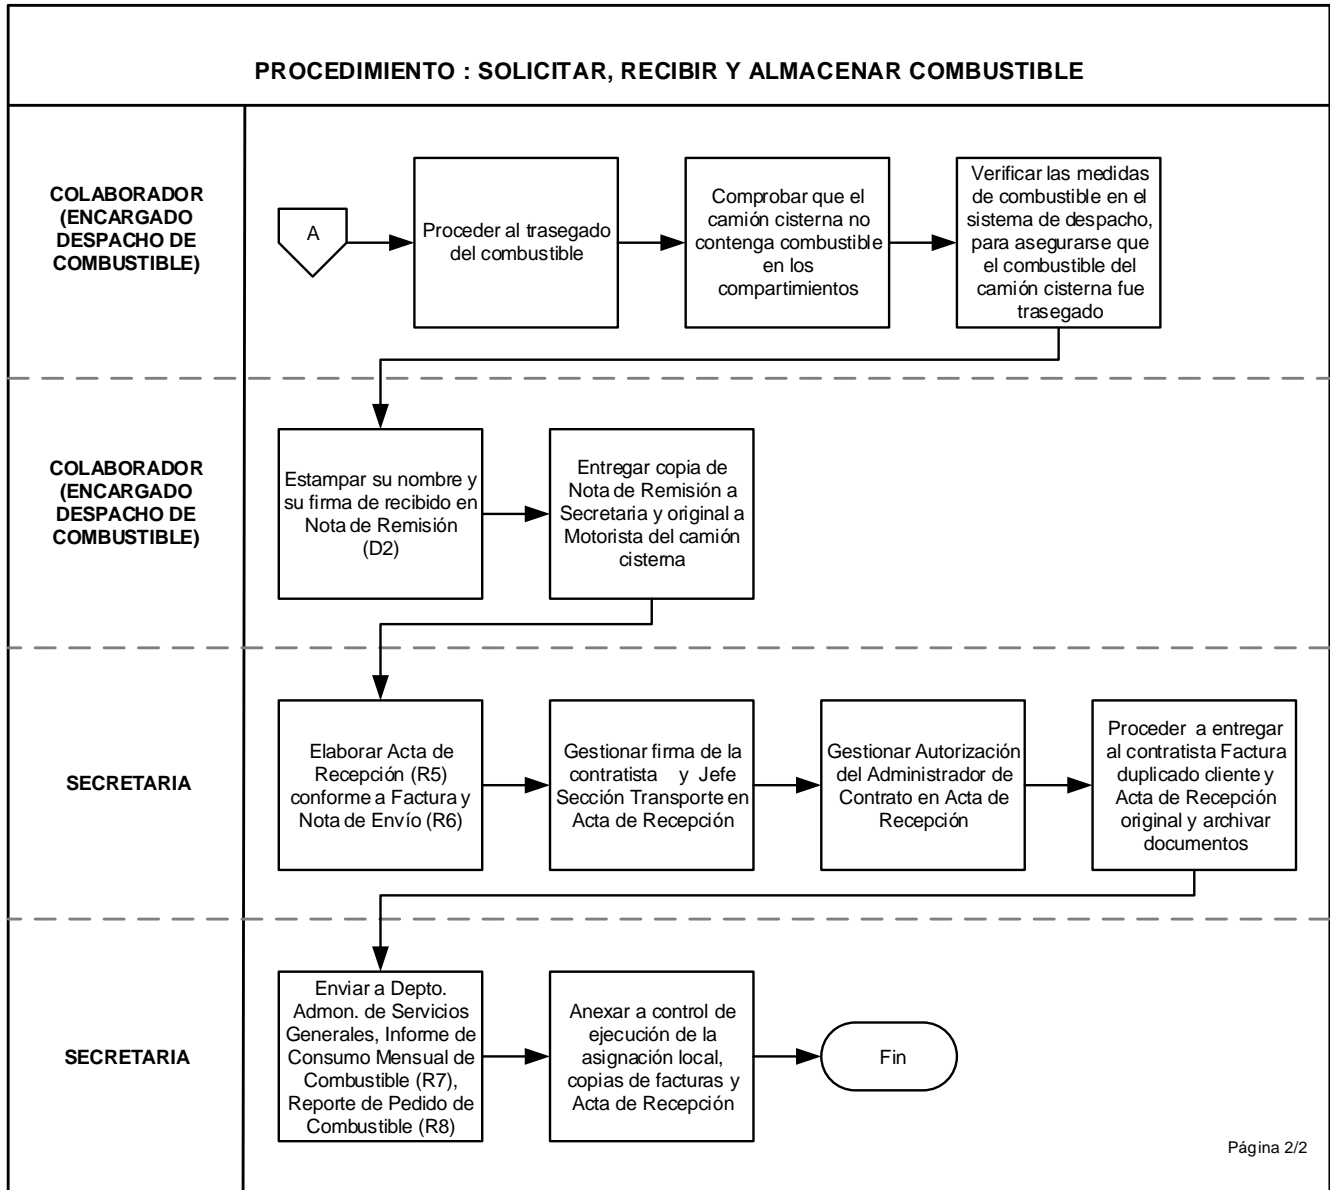 PROCEDIMIENTO : SOLICITAR, RECIBIR Y ALMACENAR COMBUSTIBLE
COLABORADOR
(ENCARGADO
DESPACHO DE
COMBUSTIBLE)
A
Proceder al trasegado
del combustible
Comprobar que el
camión cisterna no
contenga combustible
en los
compartimientos
Verificar las medidas
de combustible en el
sistema de despacho,
para asegurarse que
el combustible del
camión cisterna fue
trasegado
COLABORADOR
(ENCARGADO
DESPACHO DE
COMBUSTIBLE)
Estampar su nombre y
su firma de recibido en
Nota de Remisión
(D2)
Entregar copia de
Nota de Remisión a
Secretaria y original a
Motorista del camión
cisterna
SECRETARIA
Elaborar Acta de
Recepción (R5)
conforme a Factura y
Nota de Envío (R6)
Gestionar firma de la
contratista y Jefe
Sección Transporte en
Acta de Recepción
Gestionar Autorización
del Administrador de
Contrato en Acta de
Recepción
Proceder a entregar
al contratista Factura
duplicado cliente y
Acta de Recepción
original y archivar
documentos
SECRETARIA
Enviar a Depto.
Admon. de Servicios
Generales, Informe de
Consumo Mensual de
Combustible (R7),
Reporte de Pedido de
Combustible (R8)
Anexar a control de
ejecución de la
asignación local,
copias de facturas y
Acta de Recepción
Fin
Página 2/2